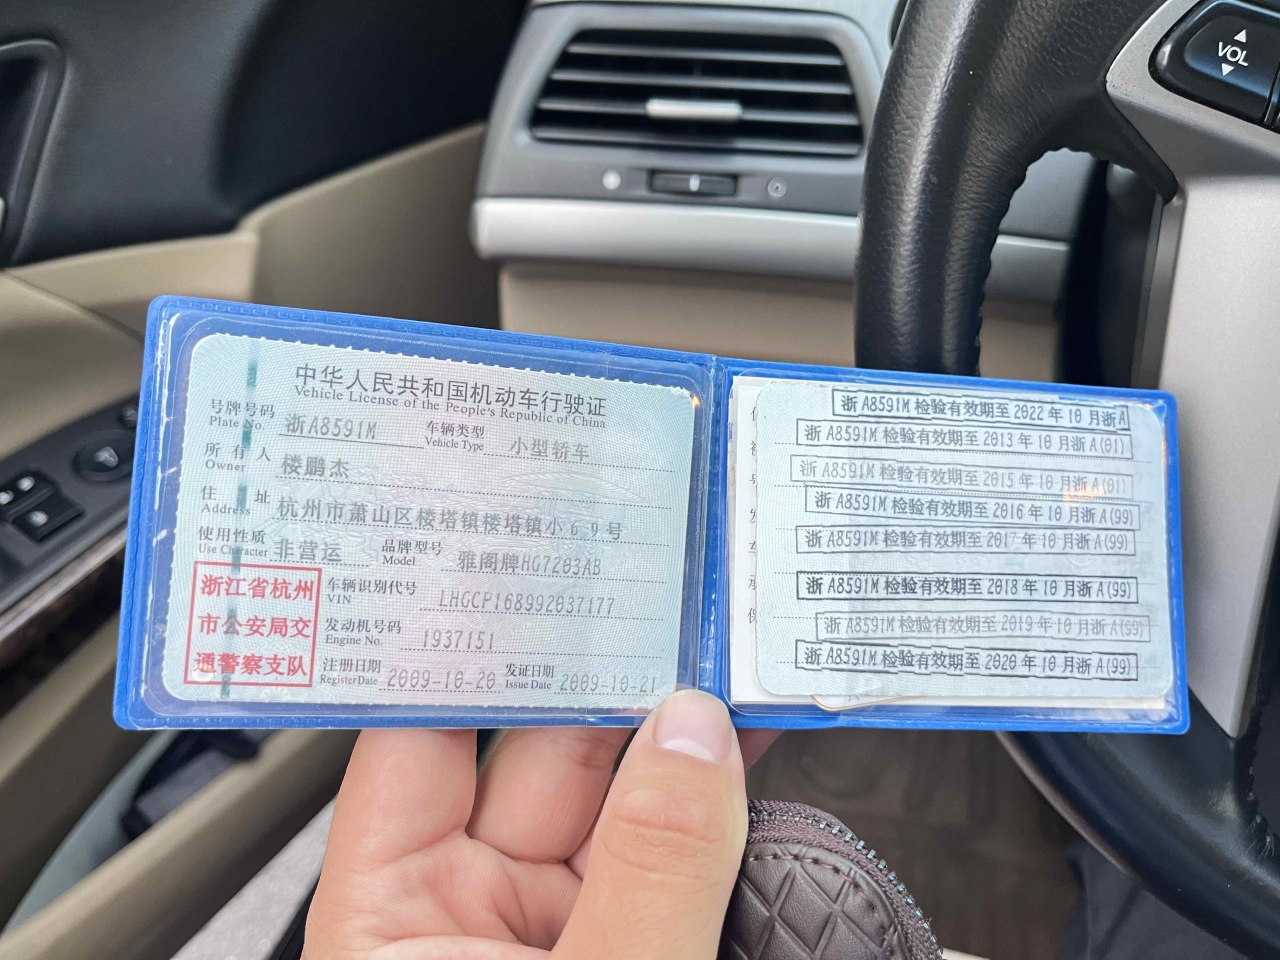 VOL
中华人民共和国机动车行驶证
Vehicle License of the People's Republic of China
号牌号码 Plate No. 浙A8591M 车辆类型 Vehicle Type 小型轿车
所有人 Owner 楼鹏杰
住址 Address 杭州市萧山区楼塔镇楼塔镇小69号
使用性质 Use Character 非营运 品牌型号 Model 雅阁牌HG7203AB
浙江省杭州
市公安局交
通警察支队
车辆识别代号 VIN LHGCP168992037177
发动机号码 Engine No. 1937151
注册日期 Register Date 2009-10-20 发证日期 Issue Date 2009-10-21
浙A8591M检验有效期至2022年10月浙A
浙A8591M检验有效期至2013年10月浙A(01)
浙A8591M检验有效期至2015年10月浙A(01)
浙A8591M检验有效期至2016年10月浙A(99)
浙A8591M检验有效期至2017年10月浙A(99)
浙A8591M检验有效期至2018年10月浙A(99)
浙A8591M检验有效期至2019年10月浙A(99)
浙A8591M检验有效期至2020年10月浙A(99)